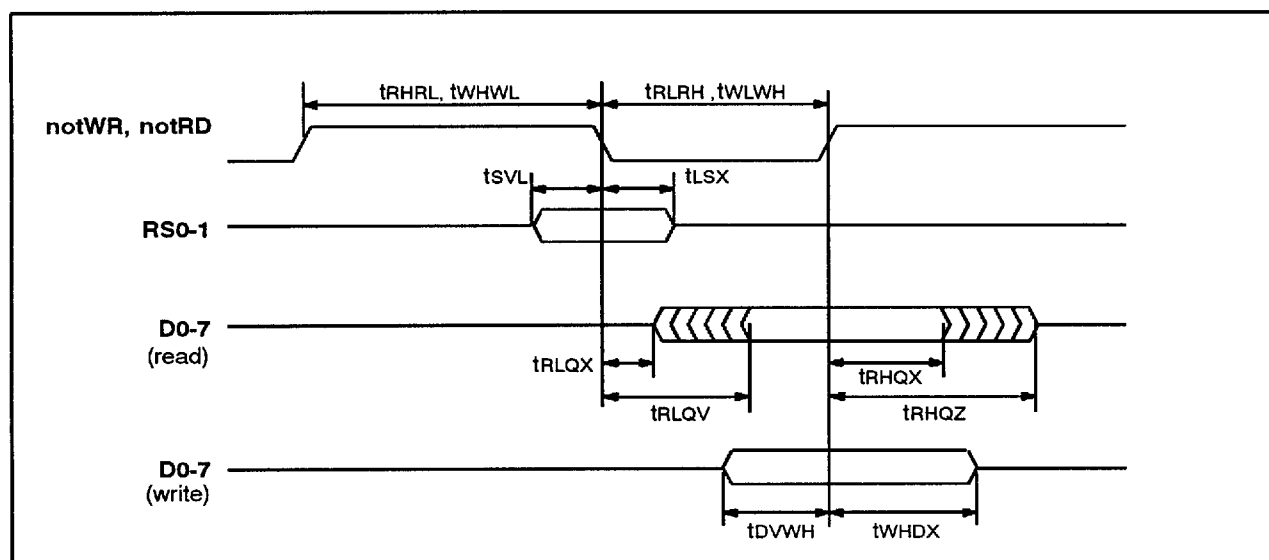 tRHRL, tWHWL
tRLRH ,tWLWH
notWR, notRD
tSVL
tLSX
RS0-1
D0-7
(read)
tRLQX
tRHQX
tRLQV
tRHQZ
D0-7
(write)
tDVWH
tWHDX